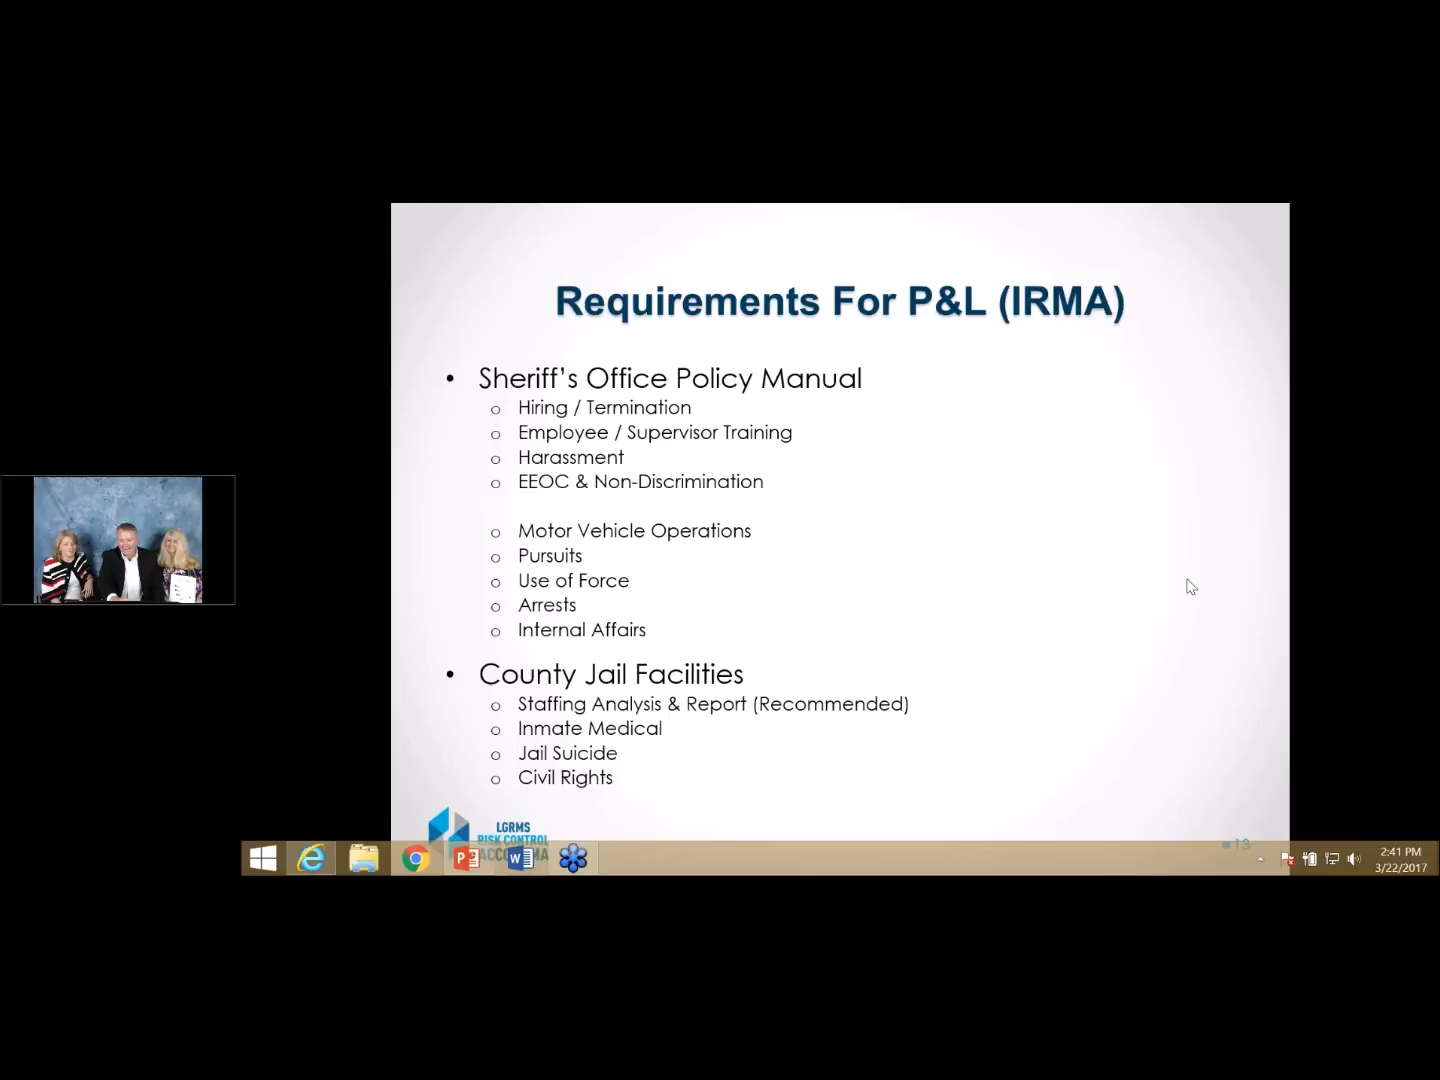 Requirements For P&L (IRMA)
• Sheriff's Office Policy Manual
o Hiring / Termination
o Employee / Supervisor Training
o Harassment
o EEOC & Non-Discrimination
o Motor Vehicle Operations
o Pursuits
o Use of Force
o Arrests
o Internal Affairs
• County Jail Facilities
o Staffing Analysis & Report (Recommended)
o Inmate Medical
o Jail Suicide
o Civil Rights
LGRMS
RISK CONTROL
13
2:41 PM
3/22/2017